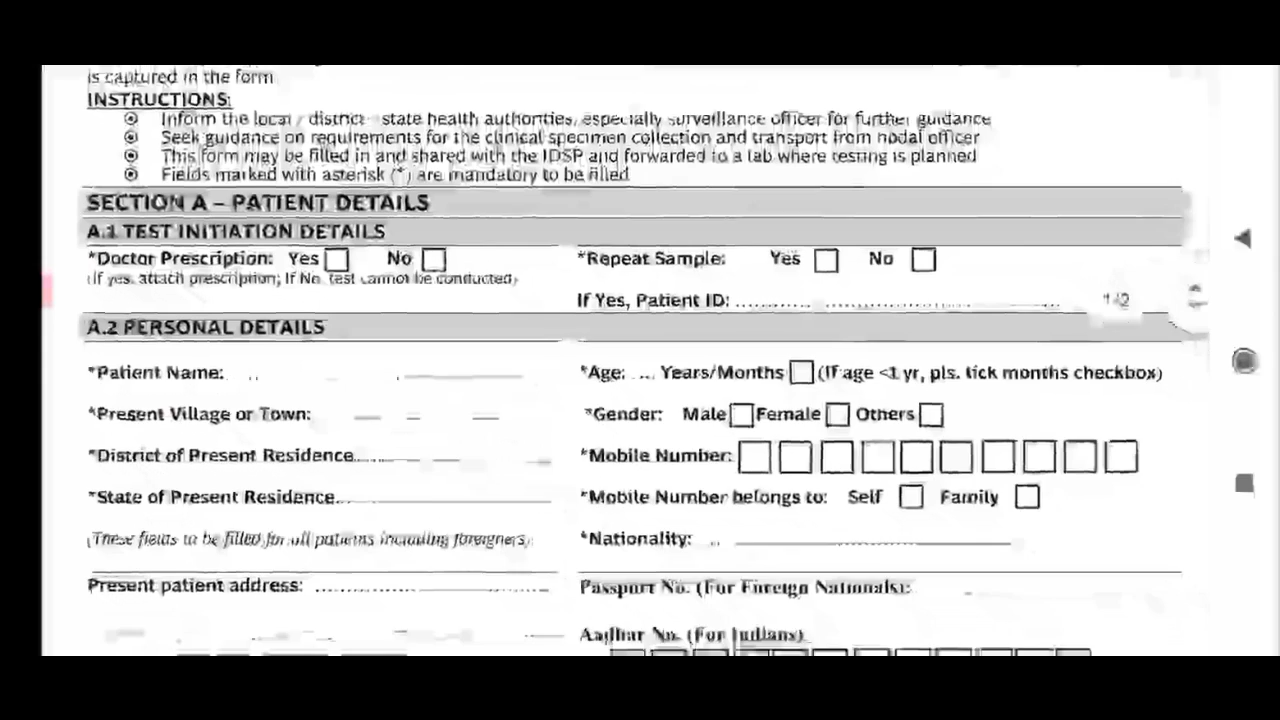 is captured in the form
INSTRUCTIONS:
Inform the local / district state health authorities, especially surveillance officer for further guidance
Seek guidance on requirements for the clinical specimen collection and transport from nodal officer
This form may be filled in and shared with the IDSP and forwarded to a lab where testing is planned
Fields marked with asterisk (*) are mandatory to be filled
SECTION A – PATIENT DETAILS
A.1 TEST INITIATION DETAILS
*Doctor Prescription: Yes No *Repeat Sample: Yes No
(If yes, attach prescription; If No, test cannot be conducted)
If Yes, Patient ID: 1/2
A.2 PERSONAL DETAILS
*Patient Name: *Age: .... Years/Months (If age <1 yr, pls. tick months checkbox)
*Present Village or Town: *Gender: Male Female Others
*District of Present Residence *Mobile Number:
*State of Present Residence *Mobile Number belongs to: Self Family
(These fields to be filled for all patients including foreigners) *Nationality:
Present patient address: Passport No. (For Foreign Nationals):
Aadhar No. (For Indians)